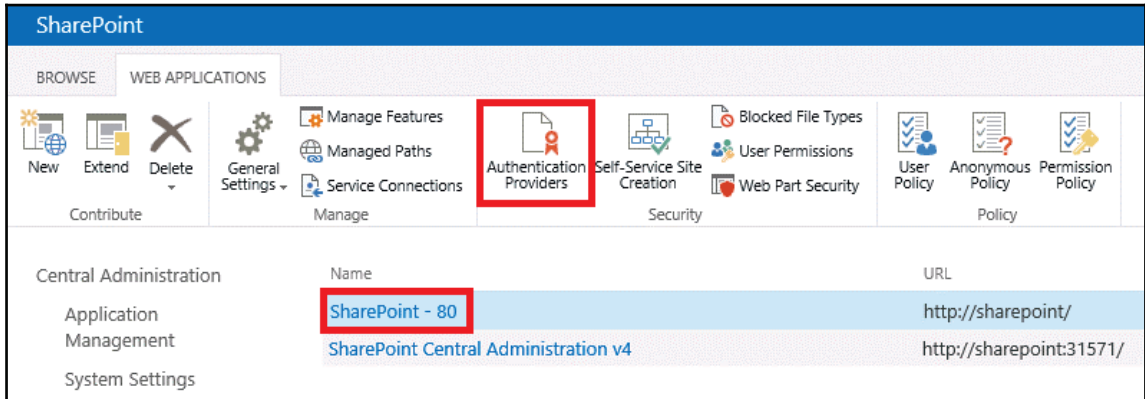 SharePoint
BROWSE WEB APPLICATIONS
New
Extend
Delete
General
Settings
Manage Features
Managed Paths
Service Connections
Authentication
Providers
Self-Service Site
Creation
Blocked File Types
User Permissions
Web Part Security
User
Policy
Anonymous
Policy
Permission
Policy
Contribute
Manage
Security
Policy
Central Administration
Application
Management
System Settings
Name URL
SharePoint - 80 http://sharepoint/
SharePoint Central Administration v4 http://sharepoint:31571/